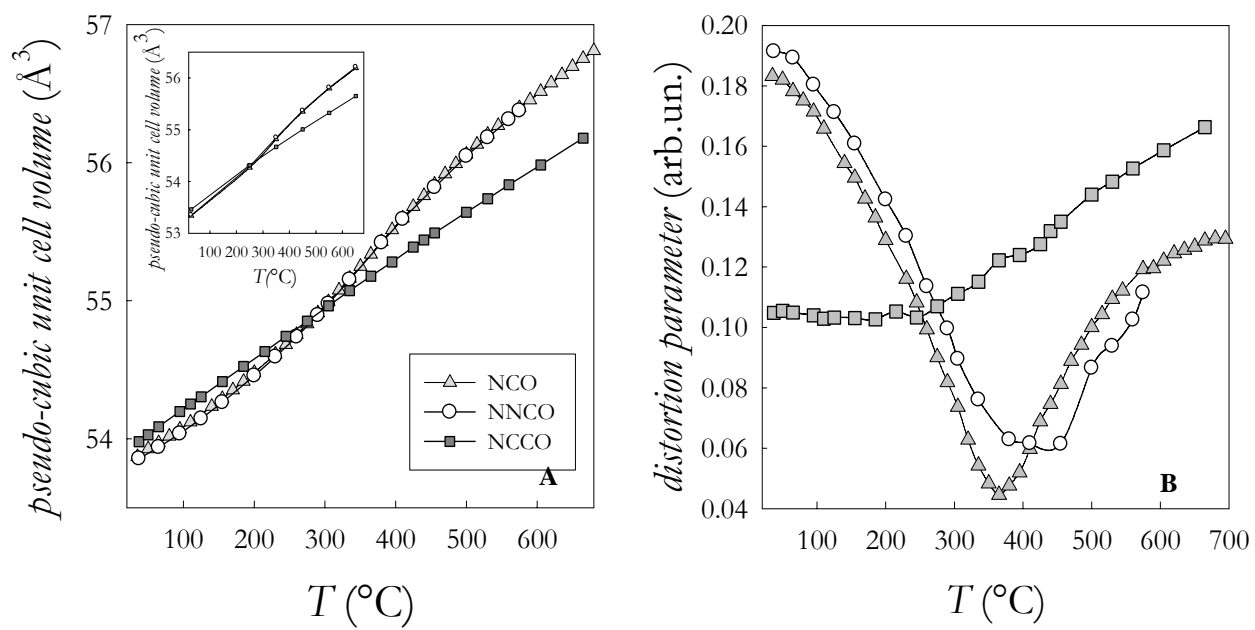 pseudo-cubic unit cell volume (Å³)
57
56
55
54
100 200 300 400 500 600
T (°C)
pseudo-cubic unit cell volume (Å³)
56
55
54
53
100 200 300 400 500 600
T(°C)
NCO
NNCO
NCCO
A
distortion parameter (arb.un.)
0.20
0.18
0.16
0.14
0.12
0.10
0.08
0.06
0.04
100 200 300 400 500 600 700
T (°C)
B